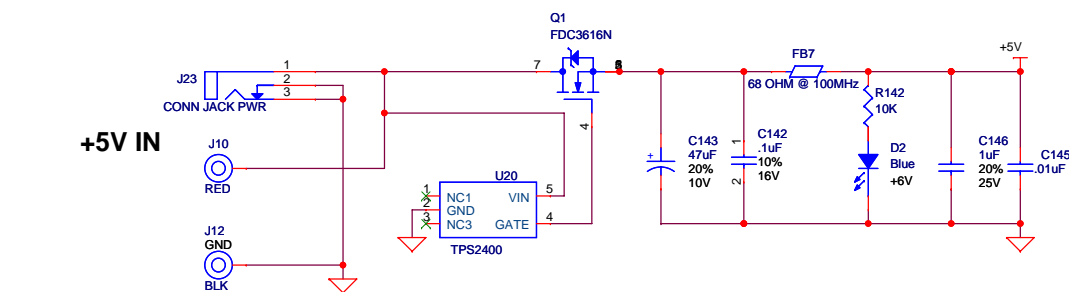 Q1
FDC3616N
7
4
J23
1
2
3
CONN JACK PWR
+5V IN
J10
RED
J12
GND
BLK
U20
1
NC1
VIN
5
2
GND
3
NC3
GATE
4
TPS2400
C143
47uF
20%
10V
1
C142
.1uF
10%
16V
2
FB7
68 OHM @ 100MHz
R142
10K
D2
Blue
+6V
C146
1uF
20%
25V
+5V
C145
.01uF